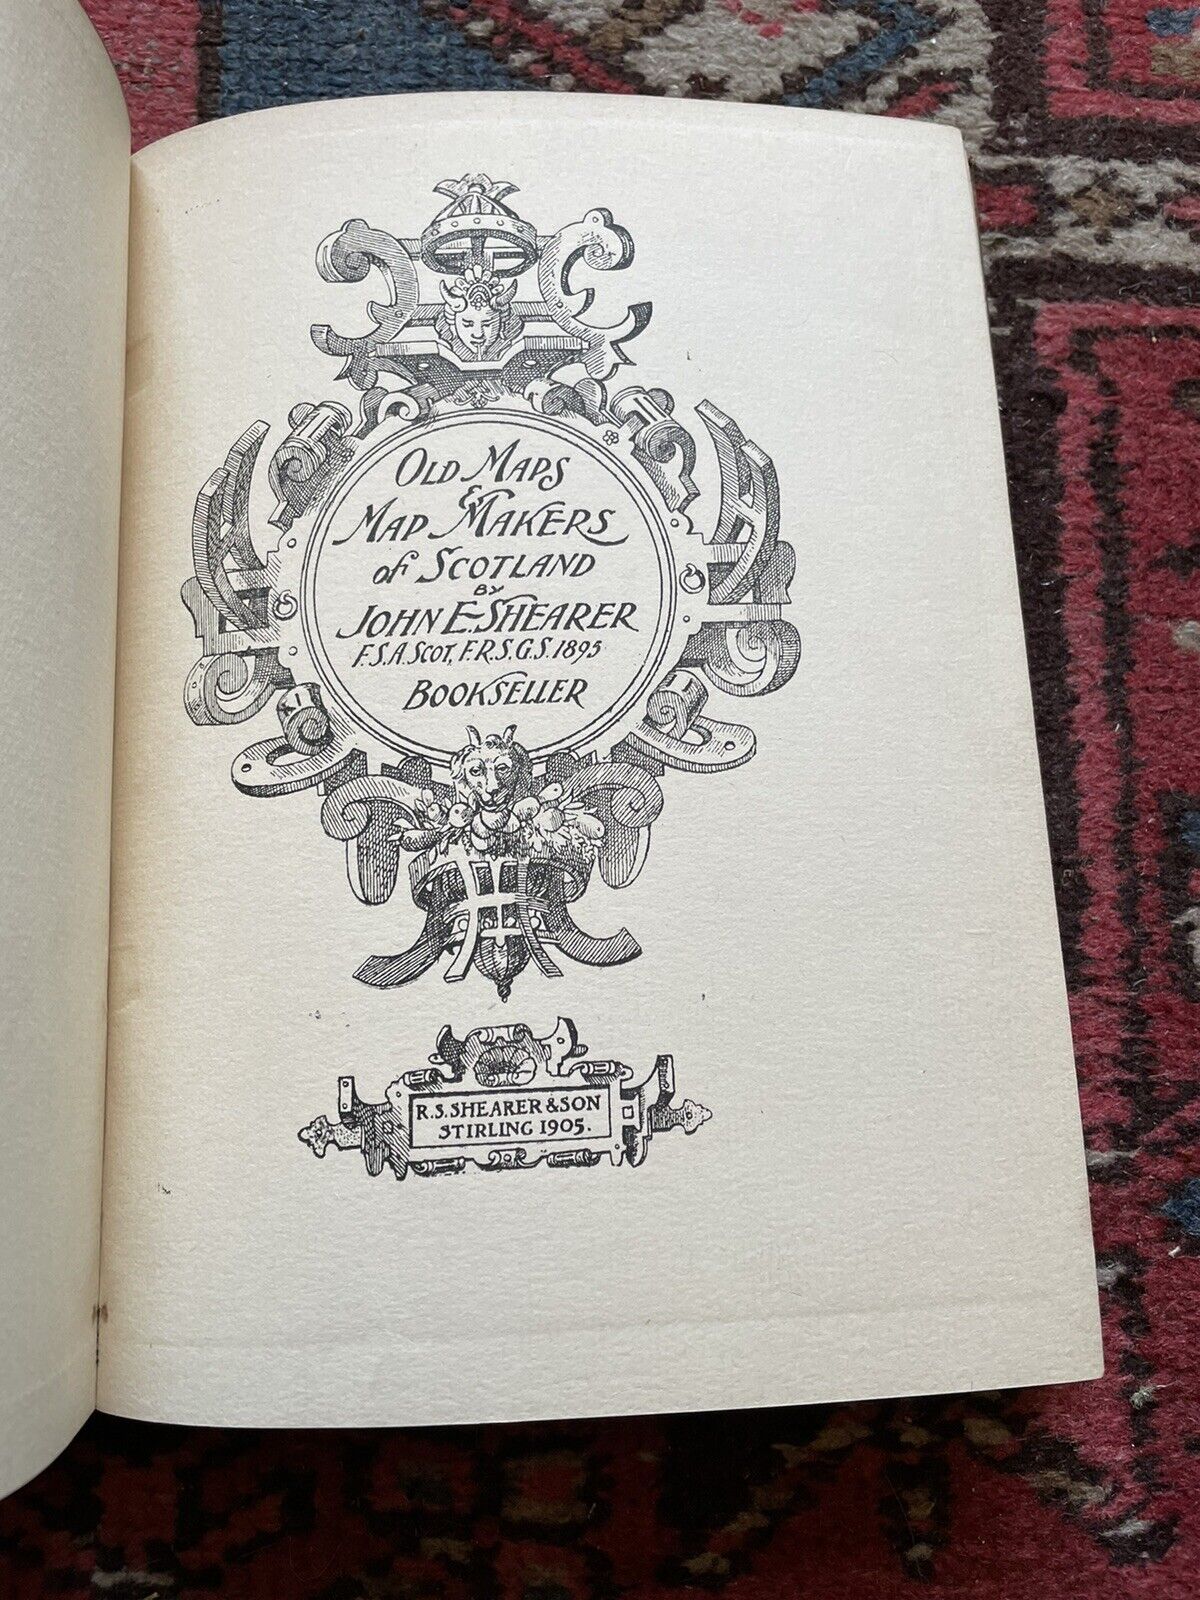 OLD MAPS
&
MAP MAKERS
of SCOTLAND
BY
JOHN E. SHEARER
F.S.A. SCOT, F.R.S.G.S. 1895
BOOKSELLER
R.S. SHEARER & SON
STIRLING 1905.